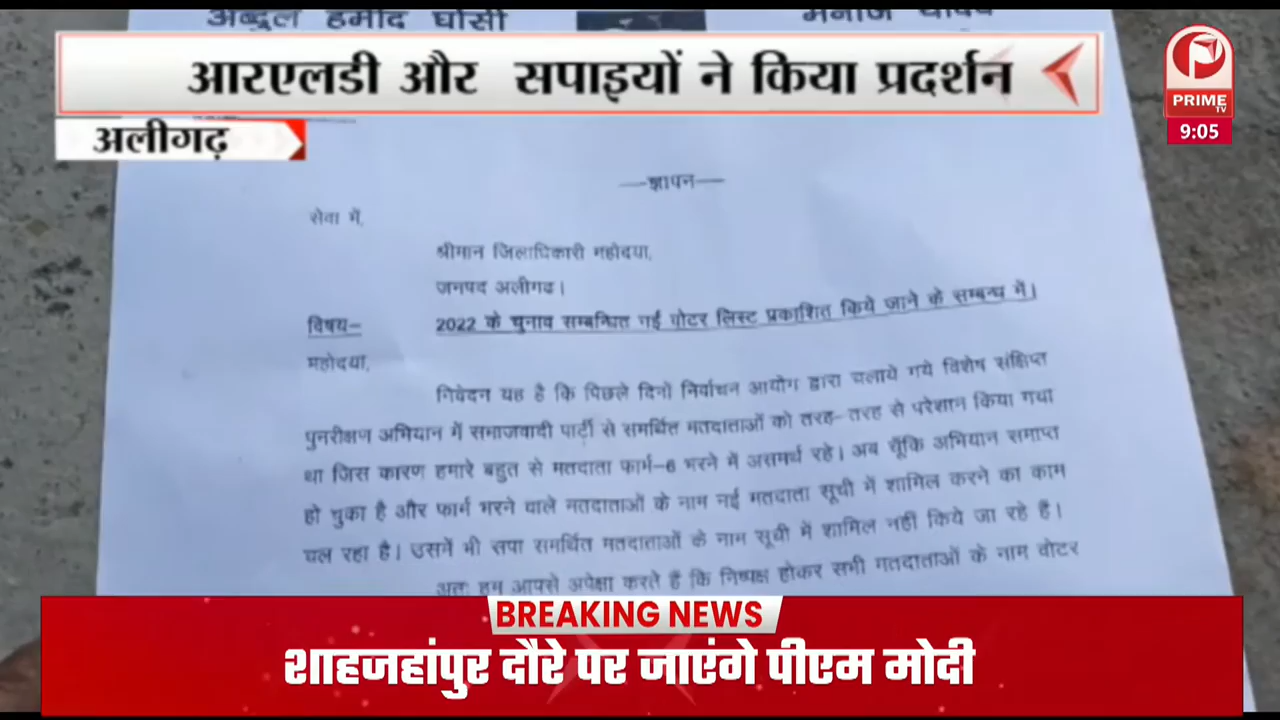 अब्दुल हमीद घोसी
मनोज यादव
आरएलडी और सपाइयों ने किया प्रदर्शन
PRIME
TV
9:05
अलीगढ़
—ज्ञापन—
सेवा में,
श्रीमान जिलाधिकारी महोदया,
जनपद अलीगढ।
विषय– 2022 के चुनाव सम्बन्धित नई वोटर लिस्ट प्रकाशित किये जाने के सम्बन्ध में।
महोदया,
निवेदन यह है कि पिछले दिनो निर्वाचन आयोग द्वारा चलाये गये विशेष संक्षिप्त
पुनरीक्षण अभियान में समाजवादी पार्टी से समर्थित मतदाताओं को तरह– तरह से परेशान किया गया
था जिस कारण हमारे बहुत से मतदाता फार्म–6 भरने में असमर्थ रहे। अब चूँकि अभियान समाप्त
हो चुका है और फार्म भरने वाले मतदाताओं के नाम नई मतदाता सूची में शामिल करने का काम
चल रहा है। उसनें भी सपा समर्थित मतदाताओं के नाम सूची में शामिल नहीं किये जा रहे हैं।
अतः हम आपसे अपेक्षा करते हैं कि निष्पक्ष होकर सभी मतदाताओं के नाम वोटर
BREAKING NEWS
शाहजहांपुर दौरे पर जाएंगे पीएम मोदी